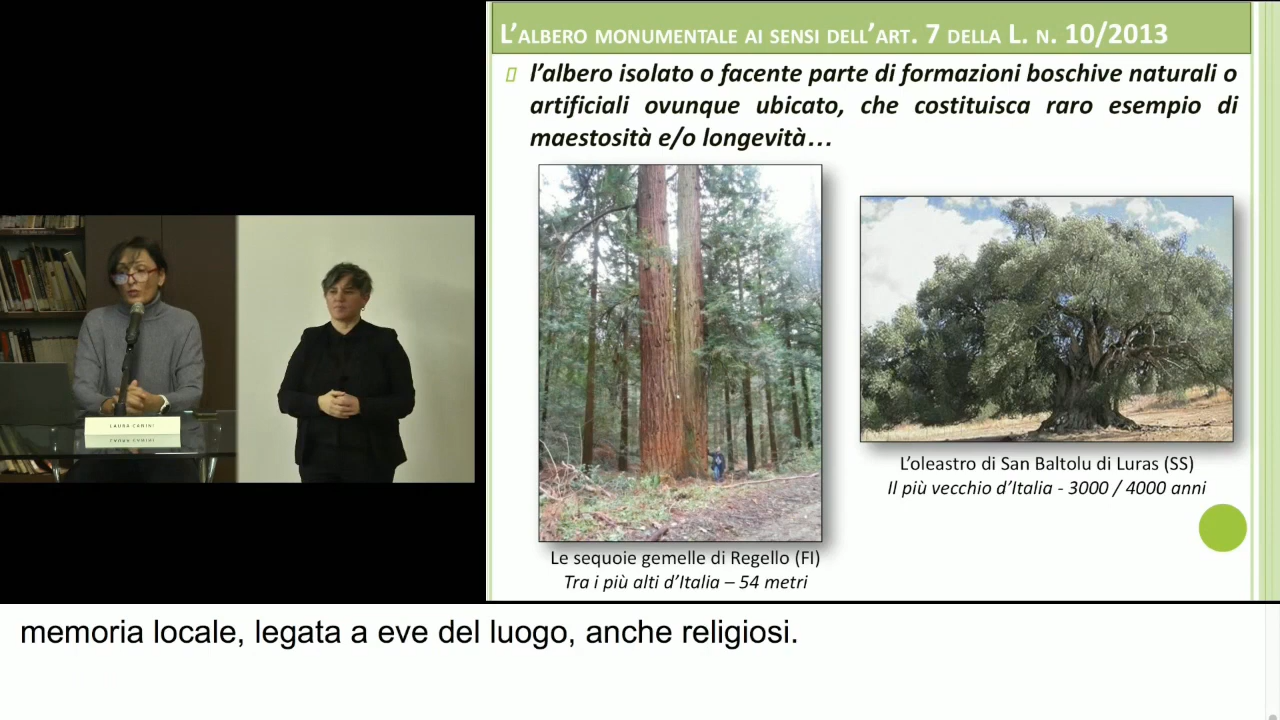 L'ALBERO MONUMENTALE AI SENSI DELL'ART. 7 DELLA L. N. 10/2013
l'albero isolato o facente parte di formazioni boschive naturali o
artificiali ovunque ubicato, che costituisca raro esempio di
maestosità e/o longevità...
L'oleastro di San Baltolu di Luras (SS)
Il più vecchio d'Italia - 3000 / 4000 anni
Le sequoie gemelle di Regello (FI)
Tra i più alti d'Italia – 54 metri
LAURA CARINI
memoria locale, legata a eve del luogo, anche religiosi.